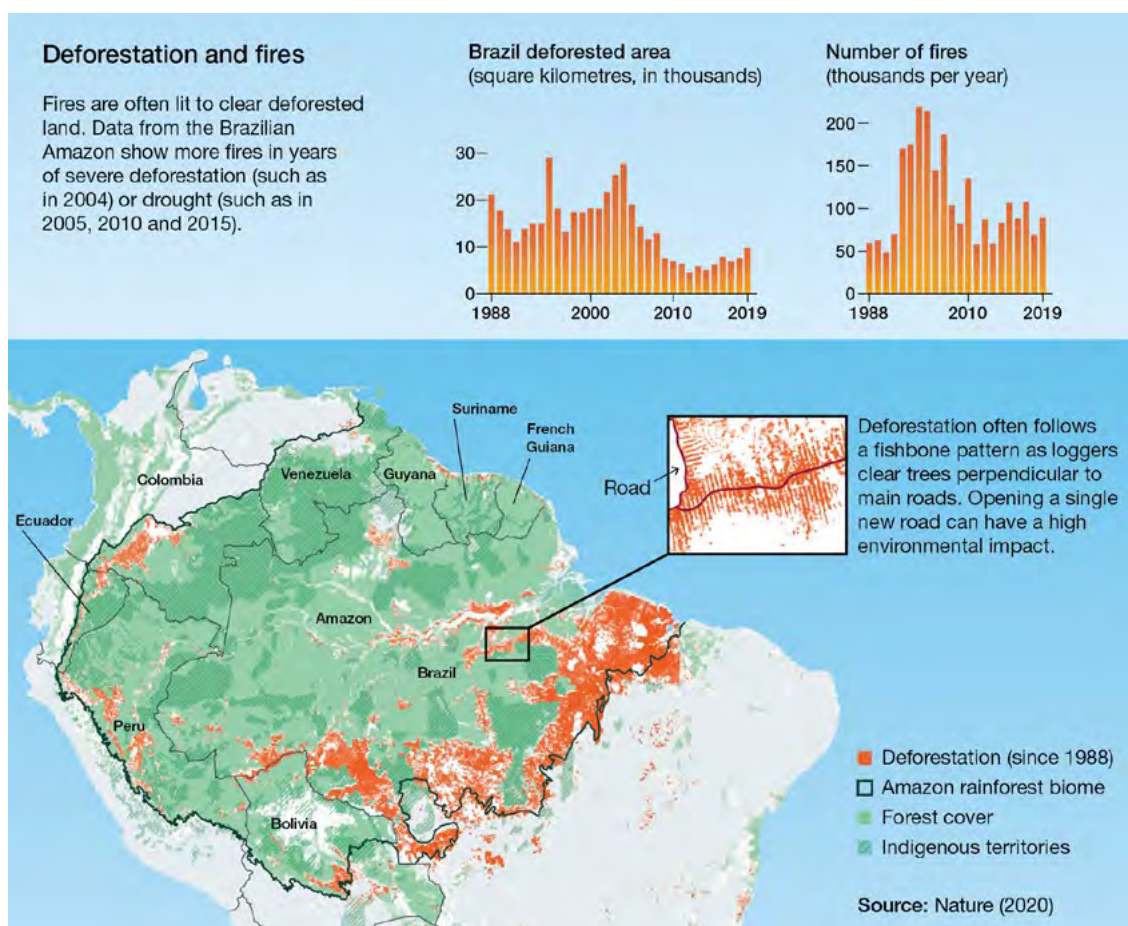 Deforestation and fires
Fires are often lit to clear deforested
land. Data from the Brazilian
Amazon show more fires in years
of severe deforestation (such as
in 2004) or drought (such as in
2005, 2010 and 2015).
Brazil deforested area
(square kilometres, in thousands)
30
20
10
0
1988
2000
2010
2019
Number of fires
(thousands per year)
200
150
100
50
0
1988
2010
2019
Suriname
French
Guiana
Venezuela
Guyana
Colombia
Ecuador
Amazon
Brazil
Peru
Bolivia
Road
Deforestation often follows
a fishbone pattern as loggers
clear trees perpendicular to
main roads. Opening a single
new road can have a high
environmental impact.
Deforestation (since 1988)
Amazon rainforest biome
Forest cover
Indigenous territories
Source: Nature (2020)